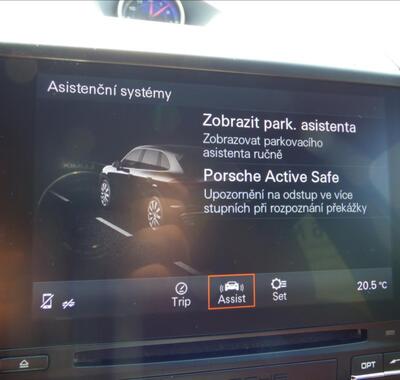 Asistenční systémy
Zobrazit park. asistenta
Zobrazovat parkovacího
asistenta ručně
Porsche Active Safe
Upozornění na odstup ve více
stupních při rozpoznání překážky
Trip
Assist
Set
20.5 °C
OPT